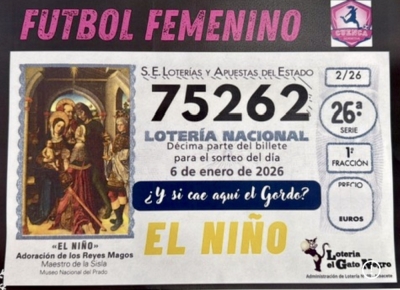 FUTBOL FEMENINO
CUENCA
S.E. LOTERÍAS Y APUESTAS DEL ESTADO
2/26
75262
26ª
SERIE
LOTERÍA NACIONAL
Décima parte del billete
para el sorteo del día
6 de enero de 2026
1ª
FRACCIÓN
¿Y si cae aquí el Gordo?
PRECIO
EUROS
EL NIÑO
«EL NIÑO»
Adoración de los Reyes Magos
Maestro de la Sisla
Museo Nacional del Prado
Lotería
el Gato Negro